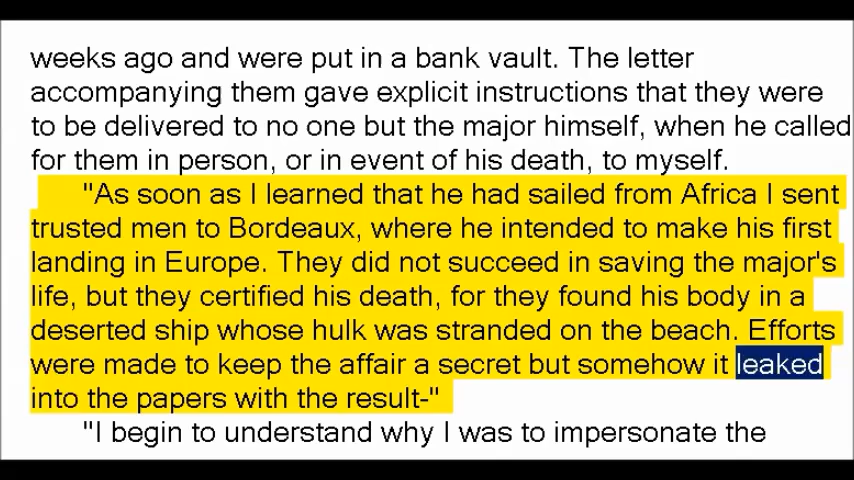 weeks ago and were put in a bank vault. The letter
accompanying them gave explicit instructions that they were
to be delivered to no one but the major himself, when he called
for them in person, or in event of his death, to myself.
"As soon as I learned that he had sailed from Africa I sent
trusted men to Bordeaux, where he intended to make his first
landing in Europe. They did not succeed in saving the major's
life, but they certified his death, for they found his body in a
deserted ship whose hulk was stranded on the beach. Efforts
were made to keep the affair a secret but somehow it leaked
into the papers with the result-"
"I begin to understand why I was to impersonate the